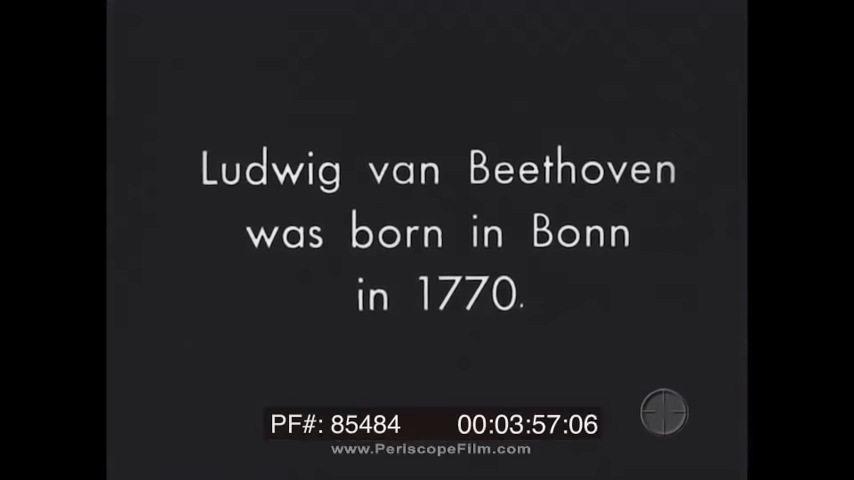 Ludwig van Beethoven
was born in Bonn
in 1770.
PF#: 85484 00:03:57:06
www.PeriscopeFilm.com